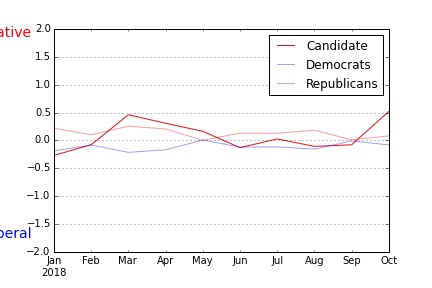 ative
2.0
1.5
1.0
0.5
0.0
−0.5
−1.0
−1.5
−2.0
Candidate
Democrats
Republicans
peral
Jan Feb Mar Apr May Jun Jul Aug Sep Oct
2018